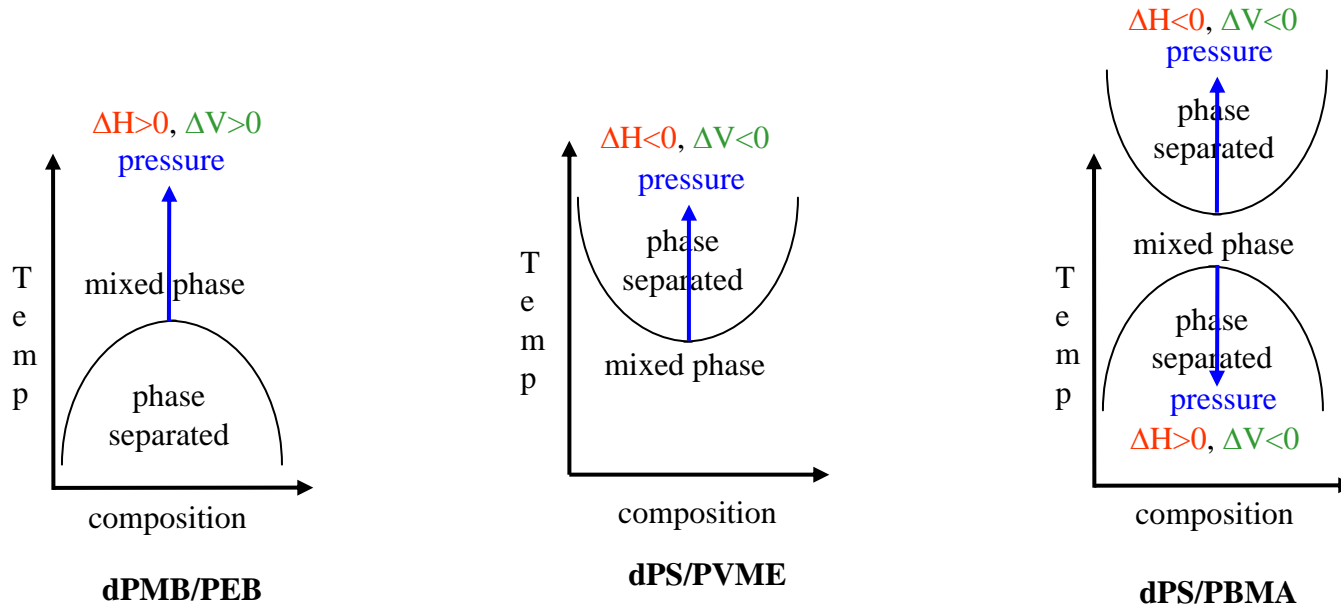 ΔH>0, ΔV>0
pressure
T
e
m
p
mixed phase
phase
separated
composition
dPMB/PEB
ΔH<0, ΔV<0
pressure
T
e
m
p
phase
separated
mixed phase
composition
dPS/PVME
ΔH<0, ΔV<0
pressure
phase
separated
T
e
m
p
mixed phase
phase
separated
pressure
ΔH>0, ΔV<0
composition
dPS/PBMA